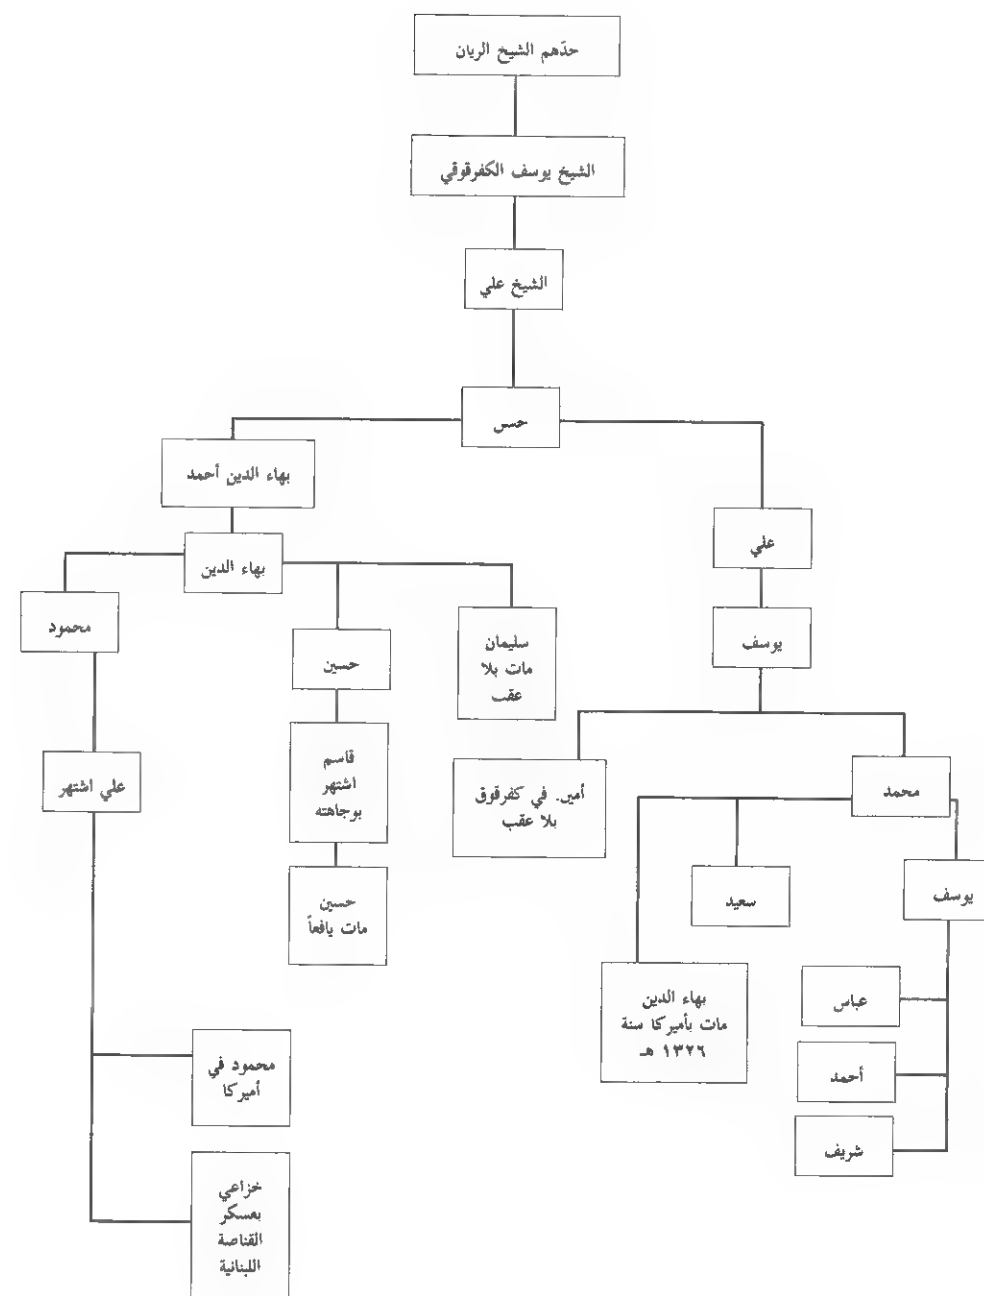 حدّهم الشيخ الريان
الشيخ يوسف الكفرقوقي
الشيخ علي
حسن
بهاء الدين أحمد
علي
بهاء الدين
محمود
حسين
سليمان
مات بلا
عقب
يوسف
علي اشتهر
قاسم
اشتهر
بوجاهته
أمين. في كفرقوق
بلا عقب
محمد
حسين
مات يافعاً
سعيد
يوسف
بهاء الدين
مات بأميركا سنة
١٣٢٦ هـ
عباس
أحمد
شريف
محمود في
أميركا
خزاعي
بعسكر
القناصة
اللبنانية